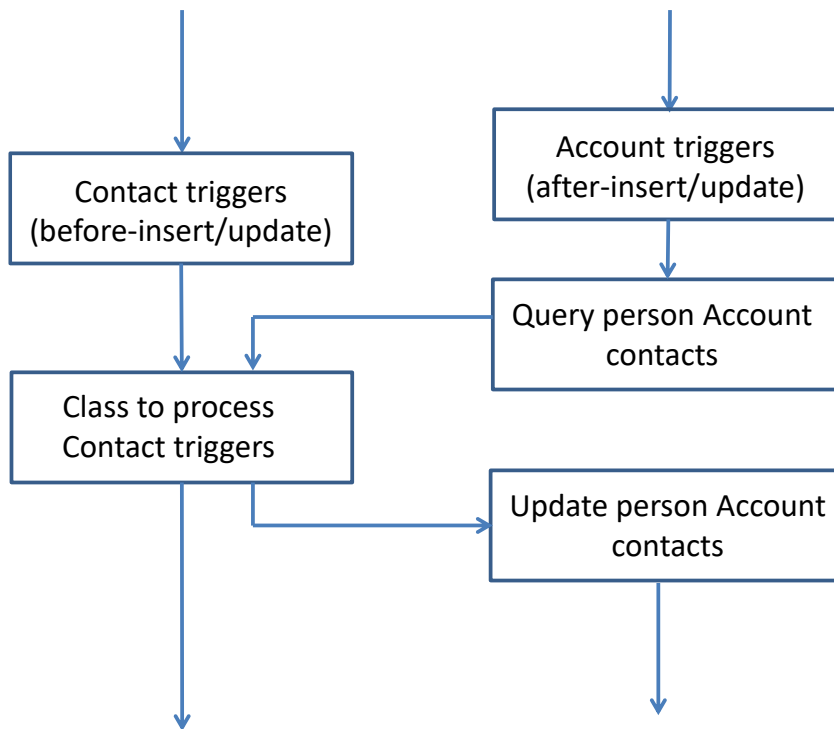 Contact triggers
(before-insert/update)
Account triggers
(after-insert/update)
Query person Account
contacts
Class to process
Contact triggers
Update person Account
contacts